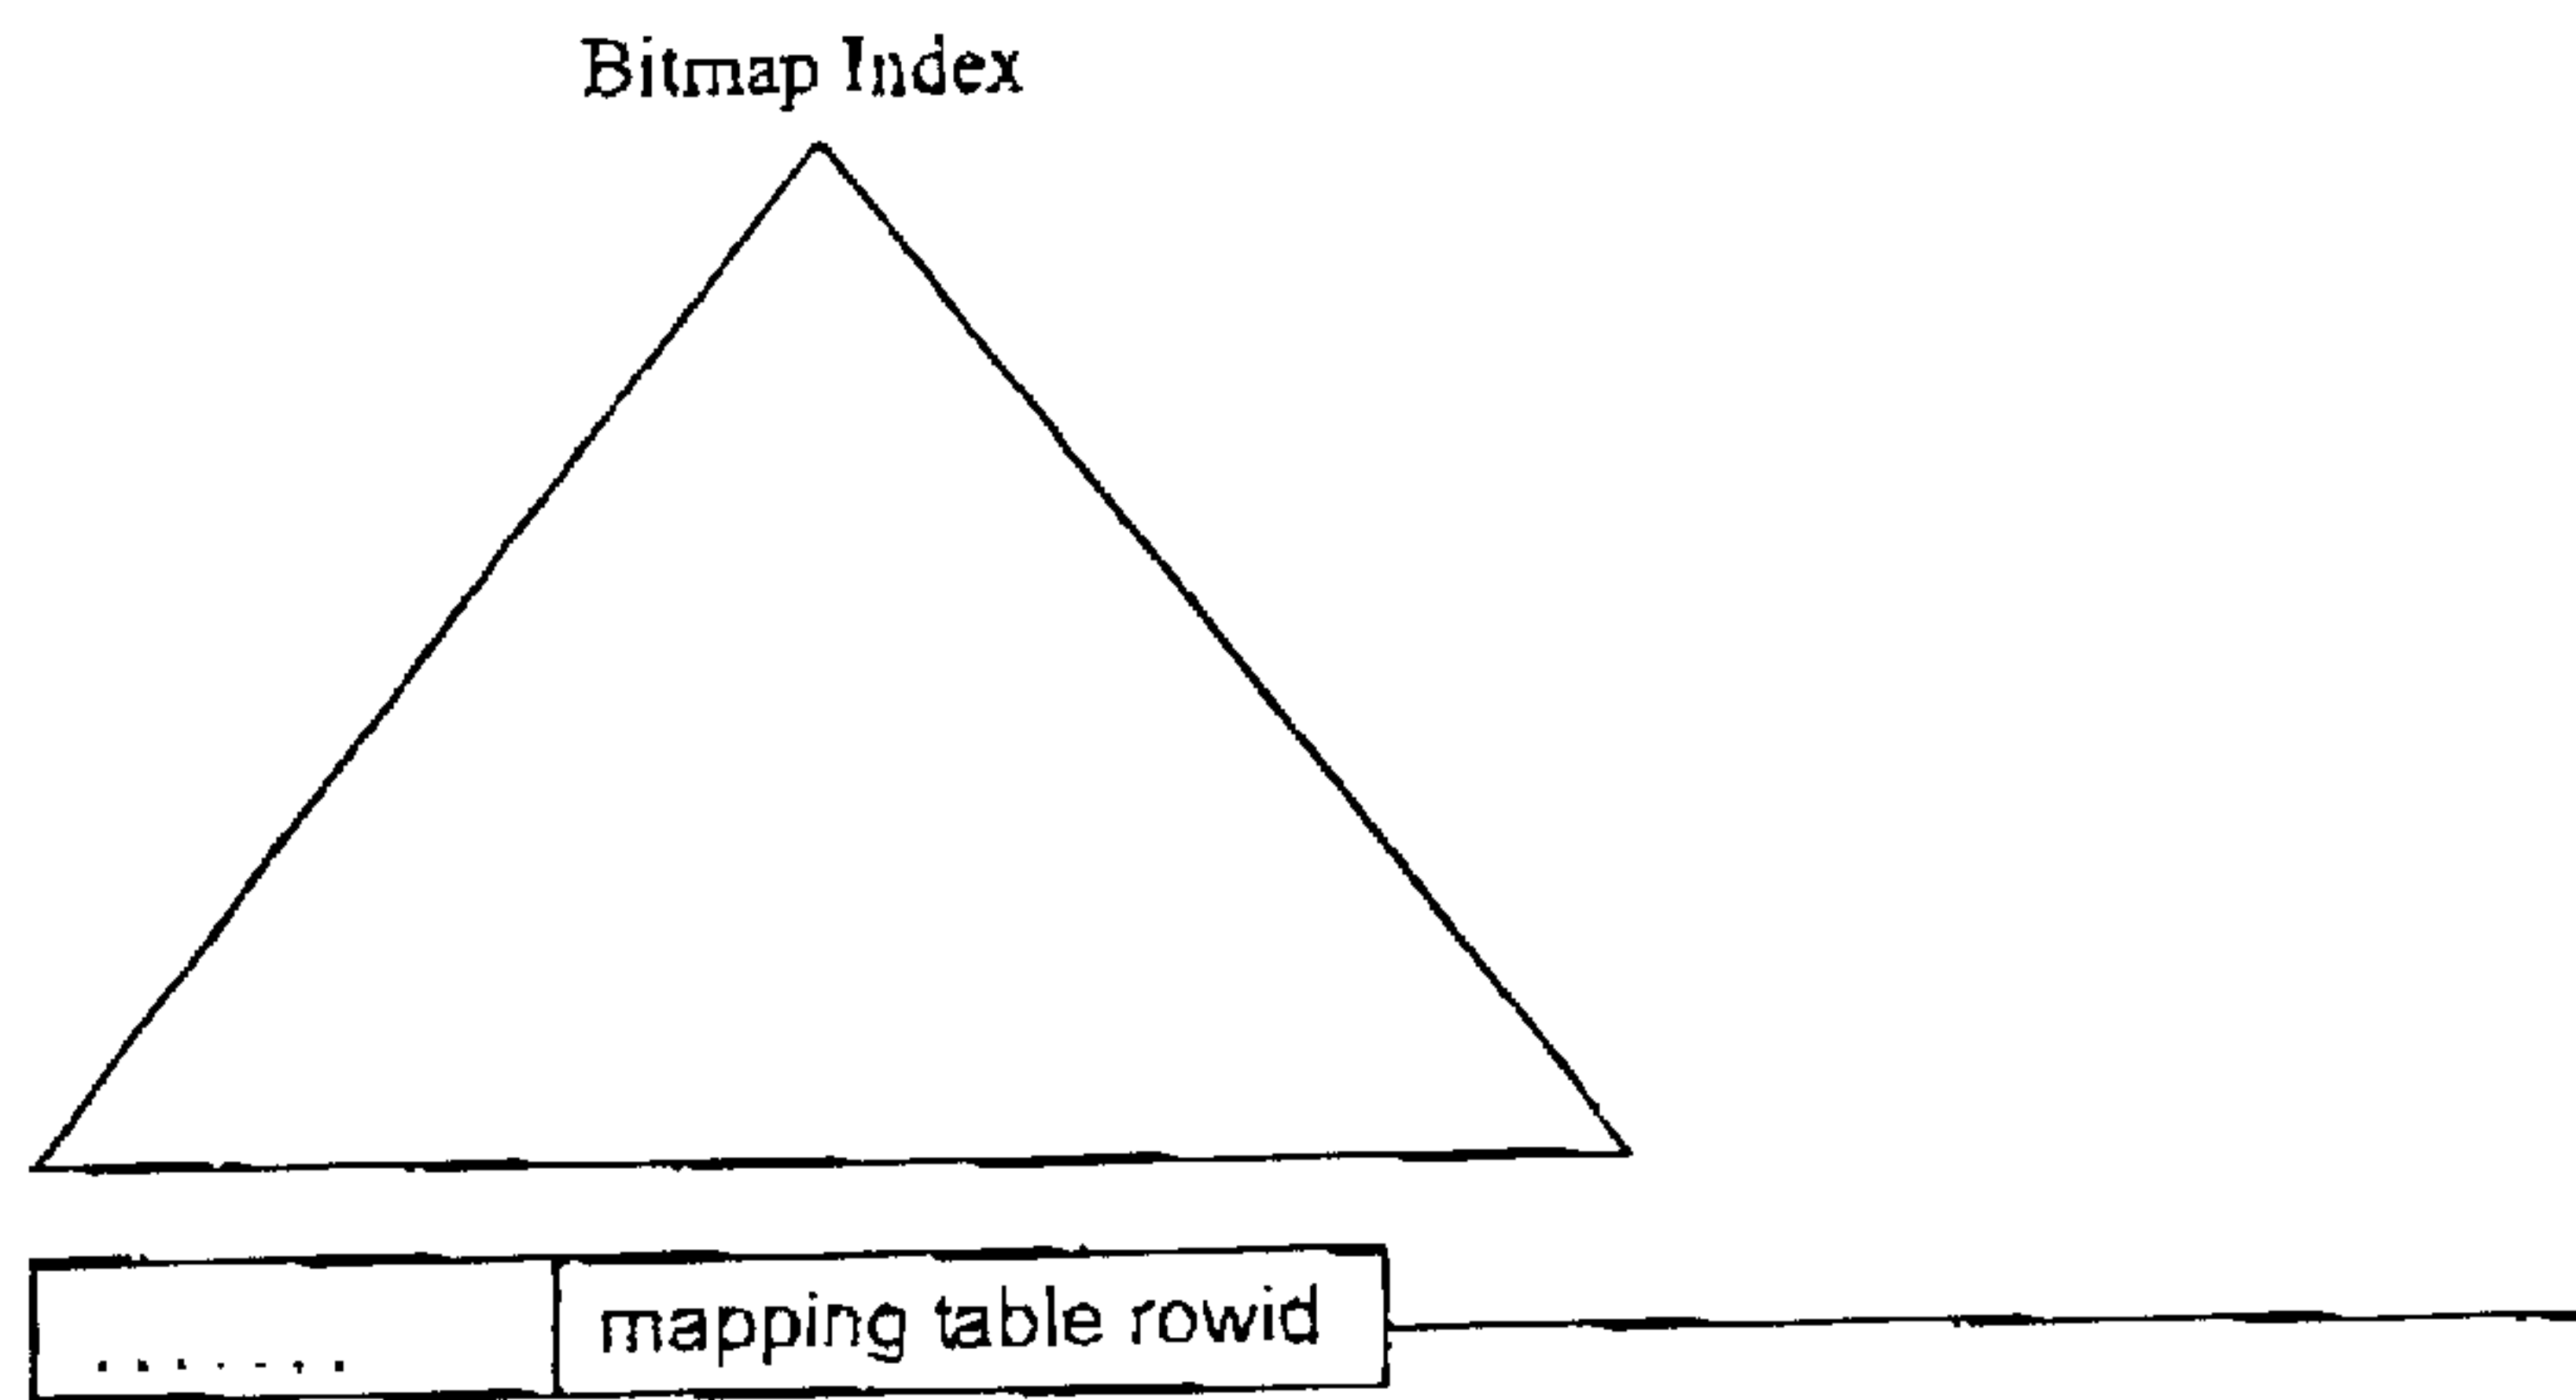 Bitmap Index
....... mapping table rowid